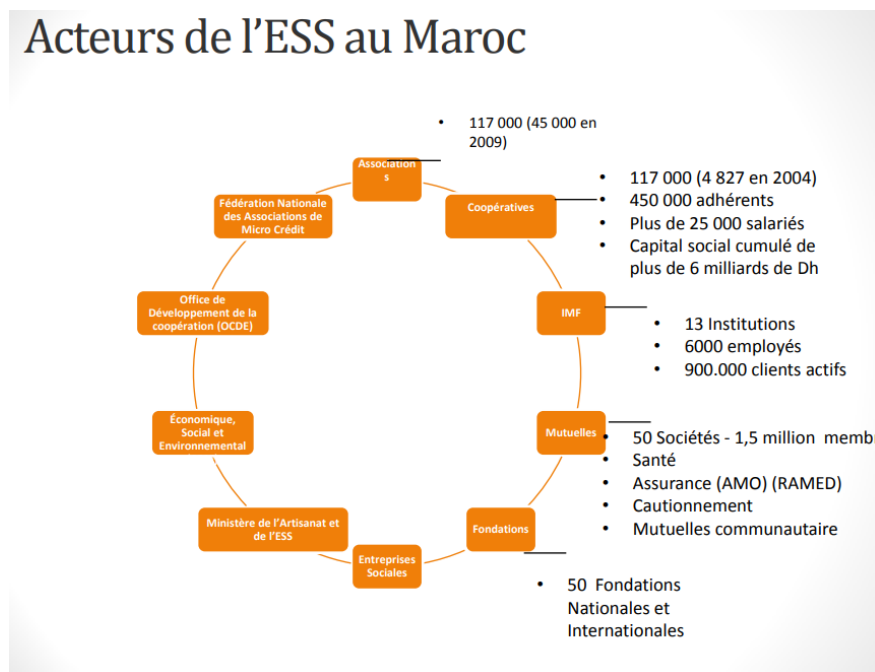 Acteurs de l'ESS au Maroc
• 117 000 (45 000 en
2009)
Association
s
Coopératives
• 117 000 (4 827 en 2004)
• 450 000 adhérents
• Plus de 25 000 salariés
• Capital social cumulé de
plus de 6 milliards de Dh
IMF
• 13 Institutions
• 6000 employés
• 900.000 clients actifs
Mutuelles
• 50 Sociétés - 1,5 million membr
• Santé
• Assurance (AMO) (RAMED)
• Cautionnement
• Mutuelles communautaire
Fondations
• 50 Fondations
Nationales et
Internationales
Entreprises
Sociales
Ministère de l'Artisanat et
de l'ESS
Économique,
Social et
Environnemental
Office de
Développement de la
coopération (OCDE)
Fédération Nationale
des Associations de
Micro Crédit